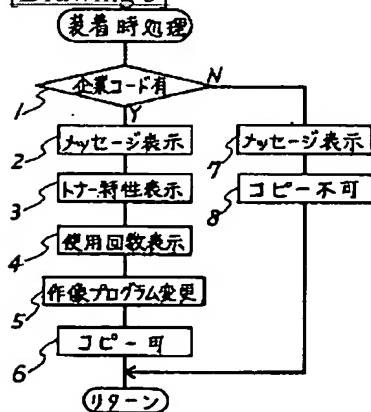 [Drawing 3]
装着時処理
企業コード有
N
1
Y
2
メッセージ表示
メッセージ表示
7
3
トナー特性表示
コピー不可
8
4
使用回数表示
5
作像プログラム変更
6
コピー可
リターン